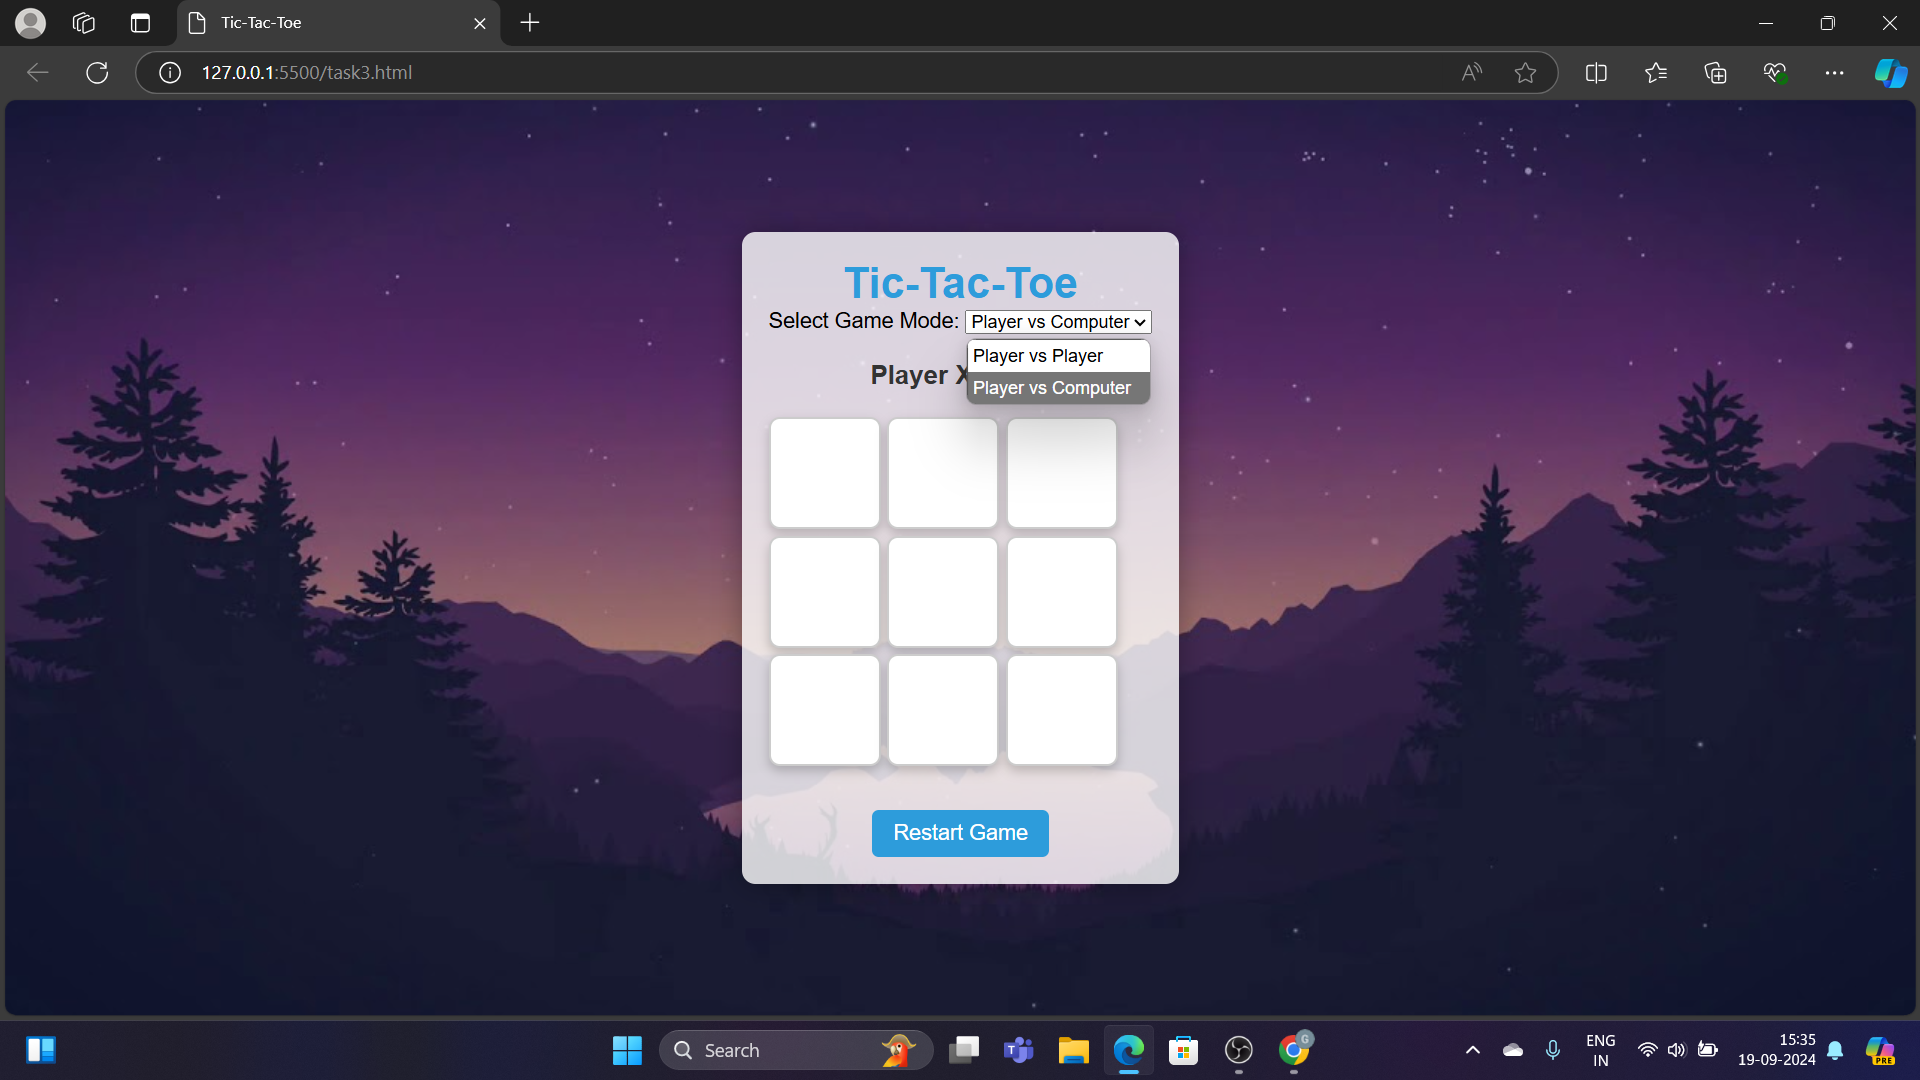 Tic-Tac-Toe
127.0.0.1:5500/task3.html
Tic-Tac-Toe
Select Game Mode: Player vs Computer
Player vs Player
Player X
Player vs Computer
Restart Game
Search
G
ENG
IN
15:35
19-09-2024
PRE